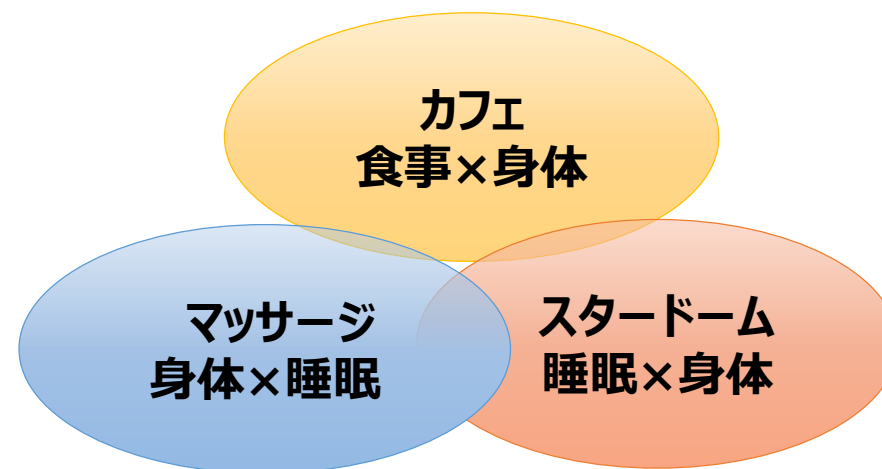 カフェ
食事×身体
マッサージ
身体×睡眠
スタードーム
睡眠×身体